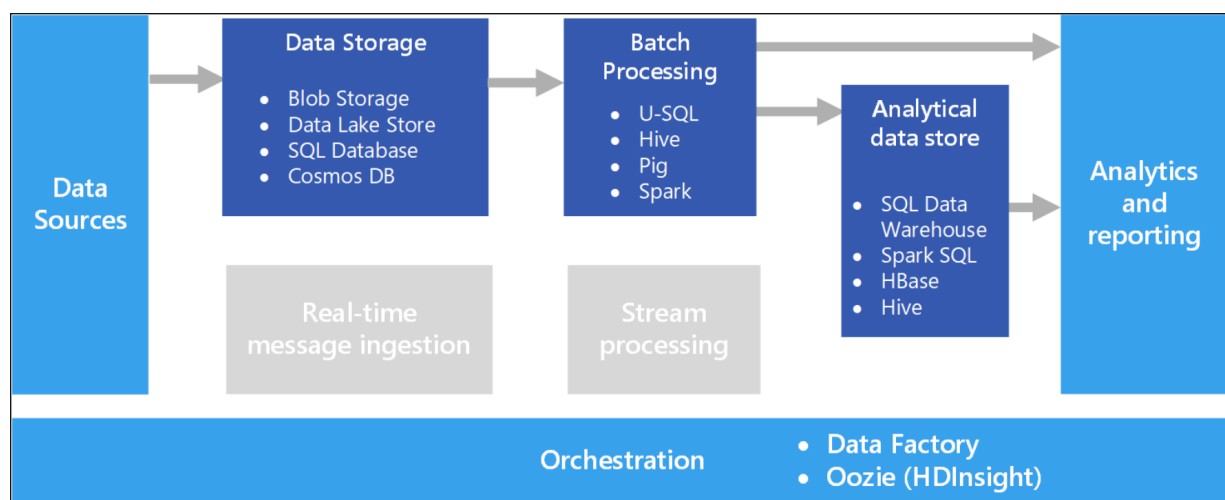 Data
Sources
Data Storage
• Blob Storage
• Data Lake Store
• SQL Database
• Cosmos DB
Real-time
message ingestion
Batch
Processing
• U-SQL
• Hive
• Pig
• Spark
Stream
processing
Analytical
data store
• SQL Data
Warehouse
• Spark SQL
• HBase
• Hive
Analytics
and
reporting
Orchestration
• Data Factory
• Oozie (HDInsight)